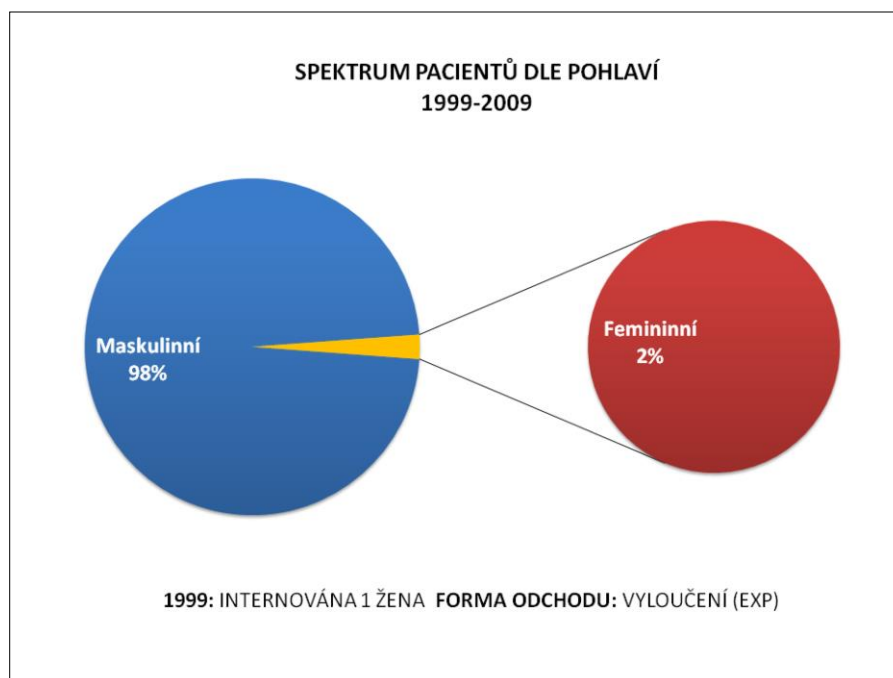 SPEKTRUM PACIENTŮ DLE POHLAVÍ
1999-2009
Maskulinní
98%
Femininní
2%
1999: INTERNOVÁNA 1 ŽENA FORMA ODCHODU: VYLOUČENÍ (EXP)